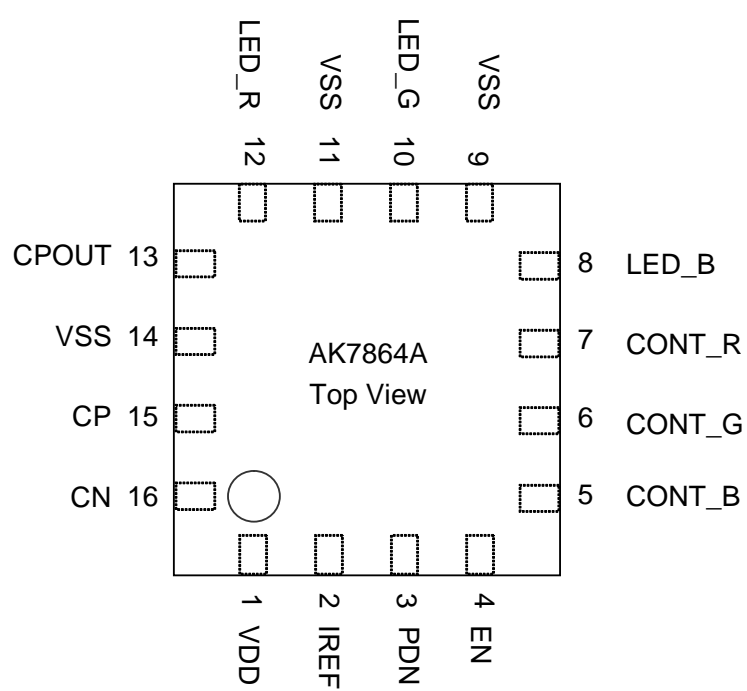 LED_R
VSS
LED_G
VSS
12
11
10
9
CPOUT 13
VSS 14
CP 15
CN 16
AK7864A
Top View
8 LED_B
7 CONT_R
6 CONT_G
5 CONT_B
1 VDD
2 IREF
3 PDN
4 EN